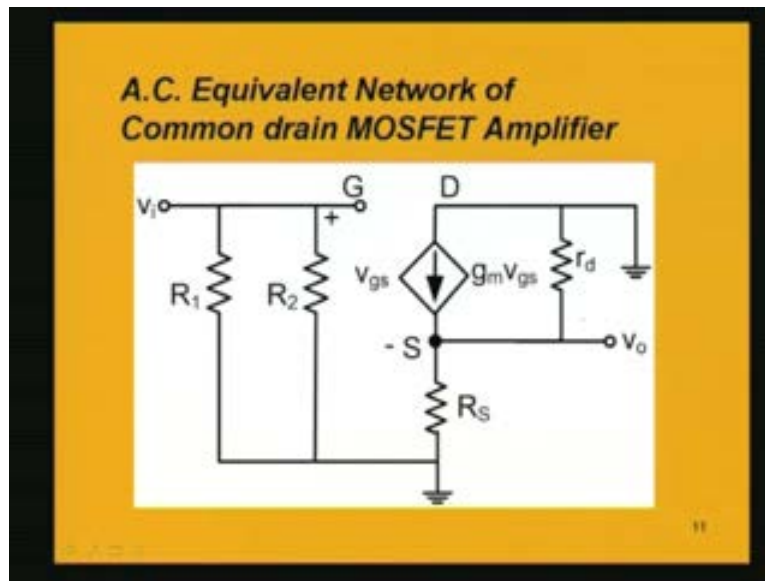 A.C. Equivalent Network of
Common drain MOSFET Amplifier
G D
vᵢ
+
R₁ R₂ vgs gmvgs rd
- S vₒ
RS
11